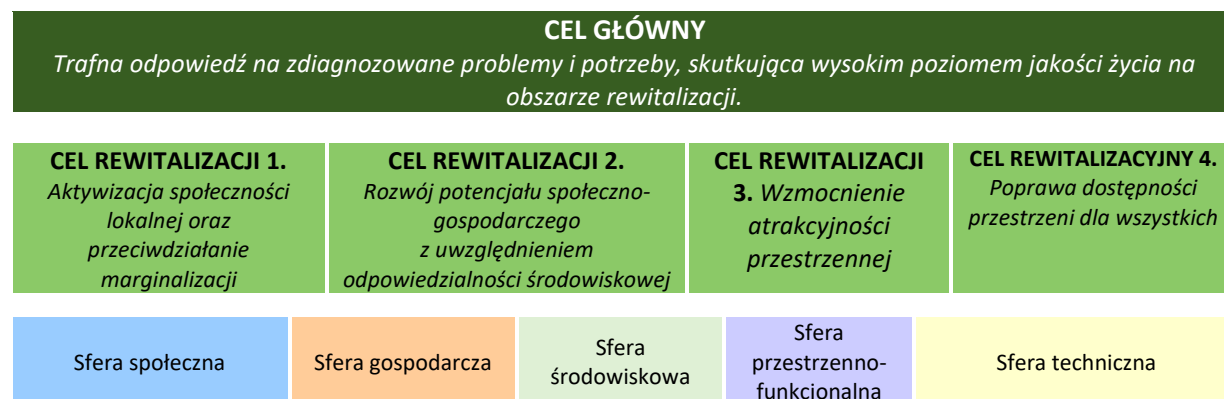 CEL GŁÓWNY
Trafna odpowiedź na zdiagnozowane problemy i potrzeby, skutkująca wysokim poziomem jakości życia na
obszarze rewitalizacji.
CEL REWITALIZACJI 1.
Aktywizacja społeczności
lokalnej oraz
przeciwdziałanie
marginalizacji
CEL REWITALIZACJI 2.
Rozwój potencjału społeczno-
gospodarczego
z uwzględnieniem
odpowiedzialności środowiskowej
CEL REWITALIZACJI
3. Wzmocnienie
atrakcyjności
przestrzennej
CEL REWITALIZACYJNY 4.
Poprawa dostępności
przestrzeni dla wszystkich
Sfera społeczna
Sfera gospodarcza
Sfera
środowiskowa
Sfera
przestrzenno-
funkcjonalna
Sfera techniczna